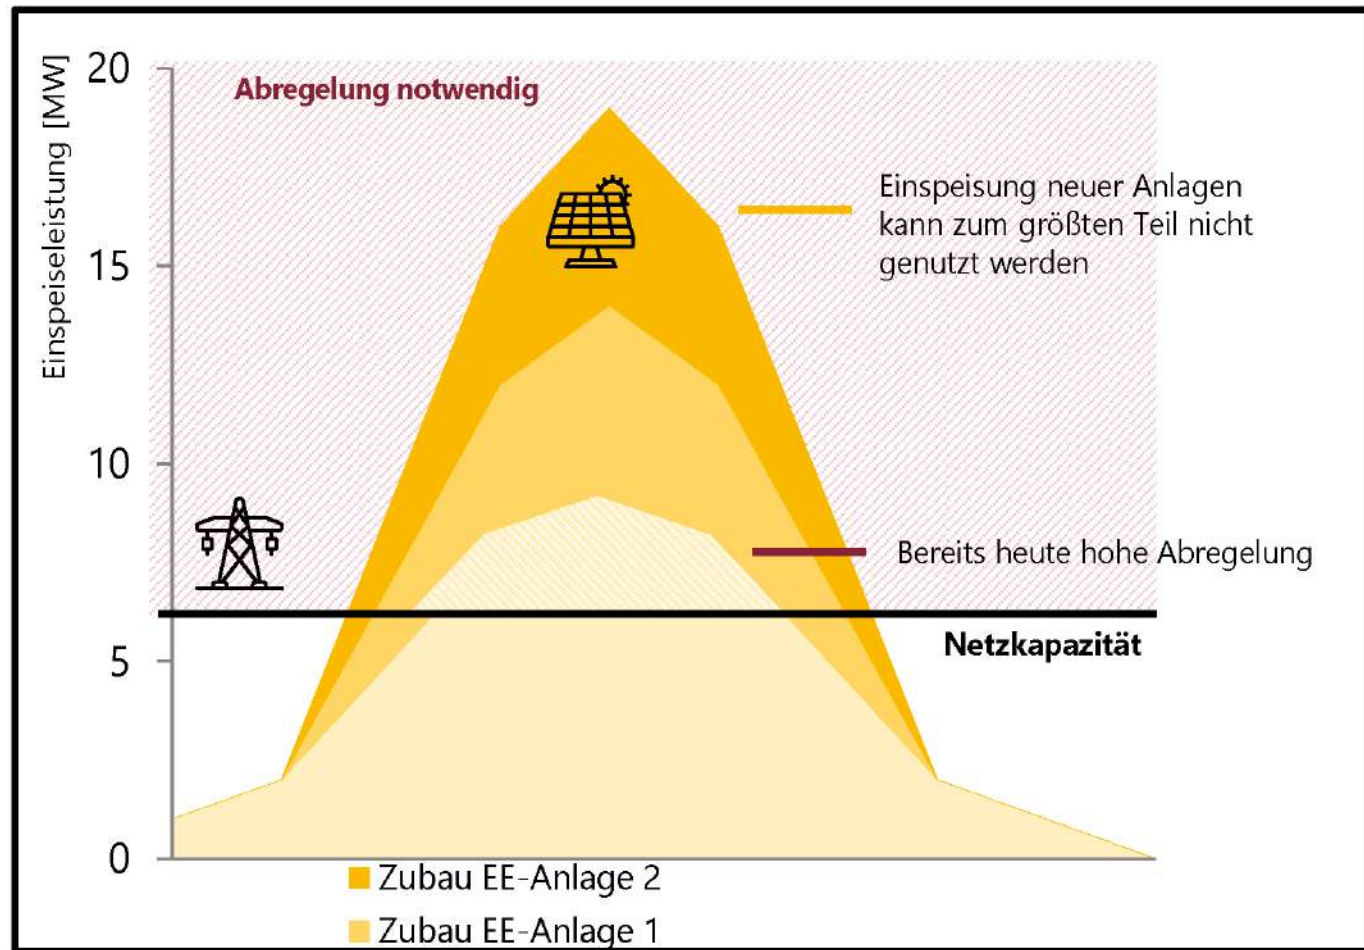 Einspeiseleistung [MW]
20
15
10
5
0
Abregelung notwendig
Einspeisung neuer Anlagen
kann zum größten Teil nicht
genutzt werden
Bereits heute hohe Abregelung
Netzkapazität
Zubau EE-Anlage 2
Zubau EE-Anlage 1